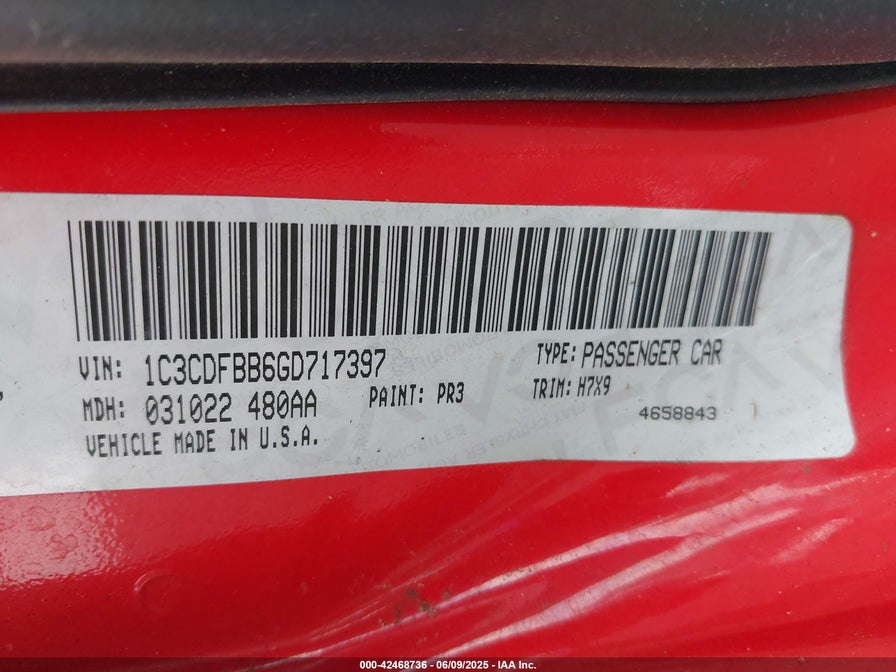 VIN: 1C3CDFBB6GD717397 TYPE: PASSENGER CAR
MDH: 031022 480AA PAINT: PR3 TRIM: H7X9
VEHICLE MADE IN U.S.A. 4658843
000-42468736 - 06/09/2025 - IAA Inc.